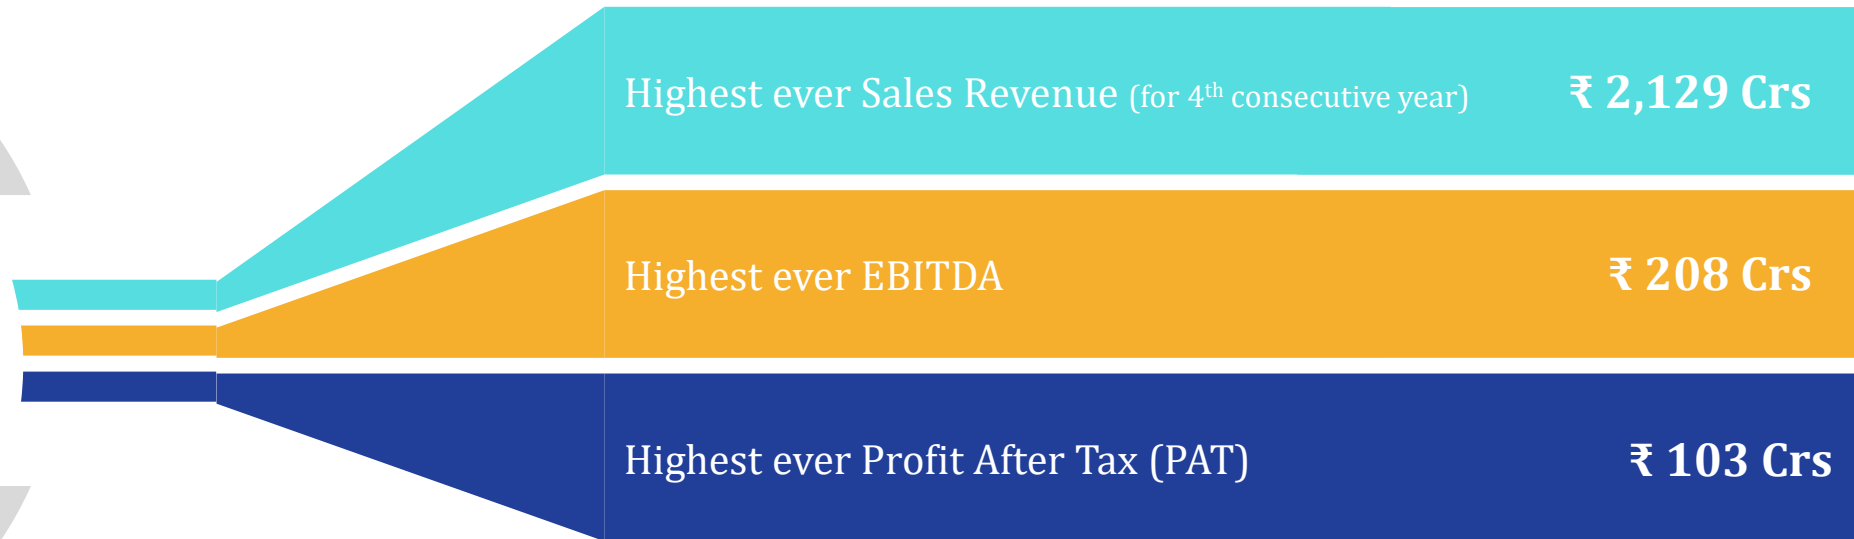 Highest ever Sales Revenue (for 4th consecutive year) ₹ 2,129 Crs
Highest ever EBITDA ₹ 208 Crs
Highest ever Profit After Tax (PAT) ₹ 103 Crs